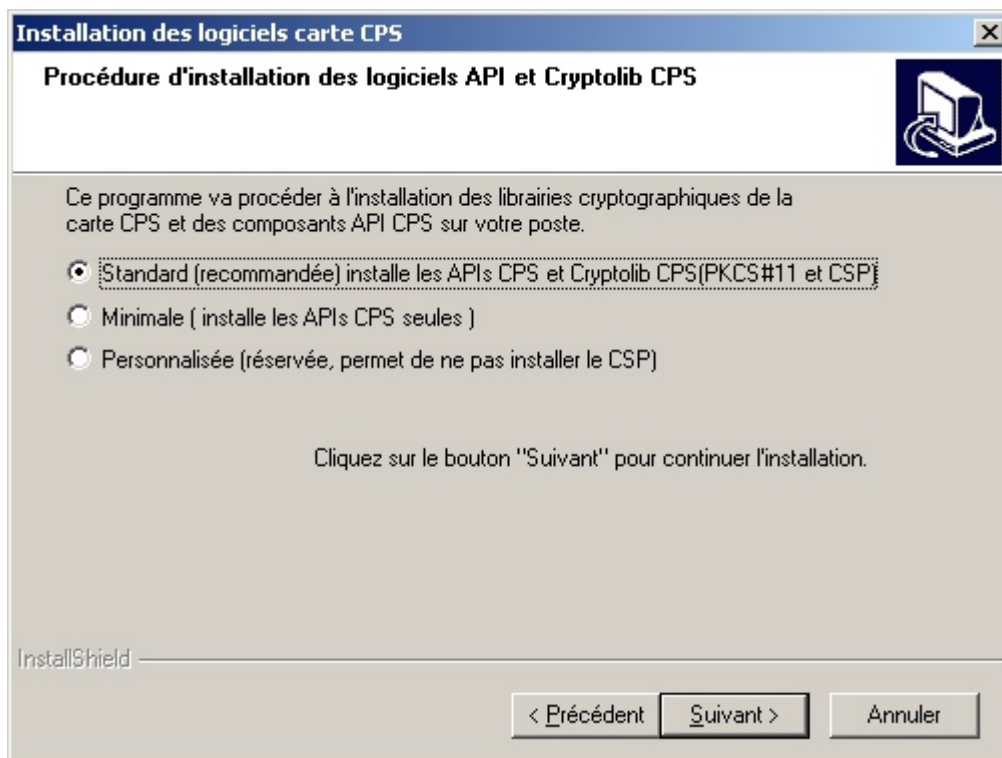 Installation des logiciels carte CPS
Procédure d'installation des logiciels API et Cryptolib CPS
Ce programme va procéder à l'installation des librairies cryptographiques de la
carte CPS et des composants API CPS sur votre poste.
Standard (recommandée) installe les APIs CPS et Cryptolib CPS(PKCS#11 et CSP)
Minimale ( installe les APIs CPS seules )
Personnalisée (réservée, permet de ne pas installer le CSP)
Cliquez sur le bouton "Suivant" pour continuer l'installation.
InstallShield
< Précédent Suivant > Annuler